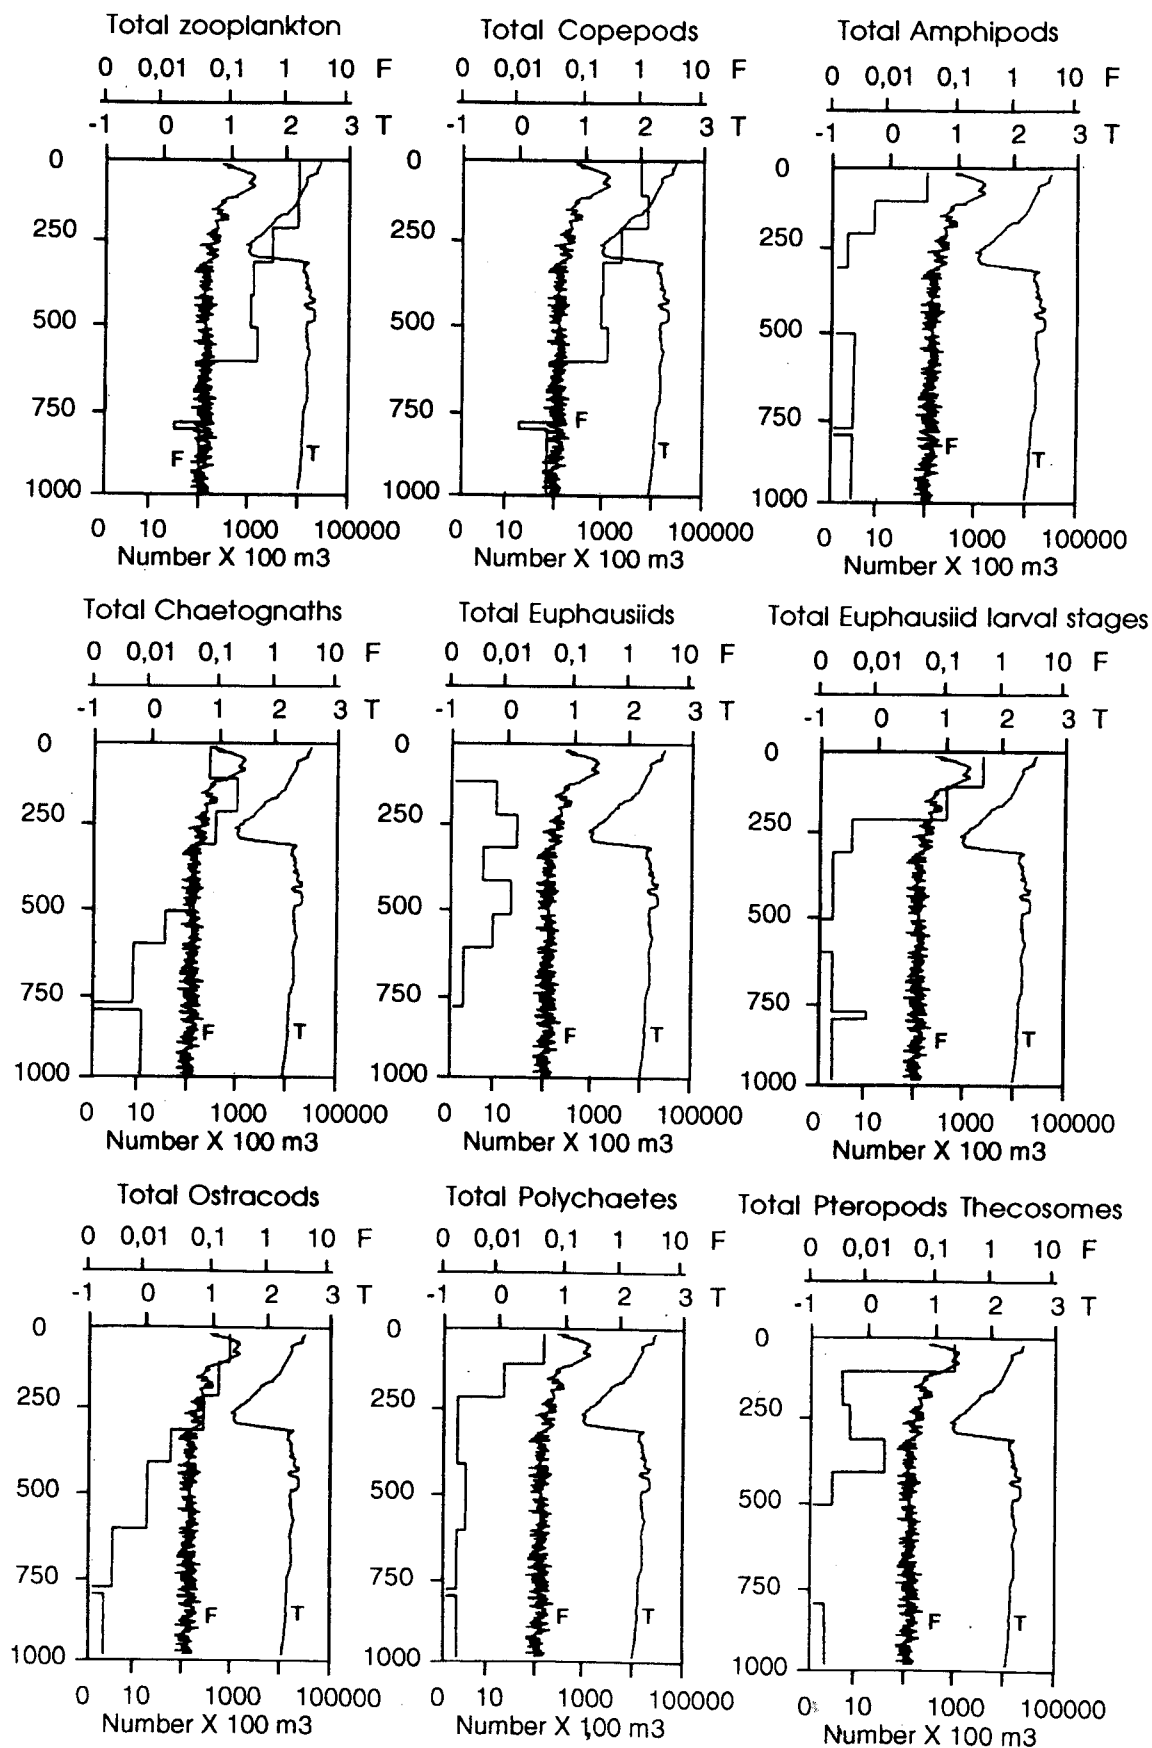 Total zooplankton
Total Copepods
Total Amphipods
0 0,01 0,1 1 10 F
0 0,01 0,1 1 10 F
0 0,01 0,1 1 10 F
-1 0 1 2 3 T
-1 0 1 2 3 T
-1 0 1 2 3 T
0
250
500
750
1000
F
T
0
250
500
750
1000
F
T
0
250
500
750
1000
F
T
0 10 1000 100000
0 10 1000 100000
0 10 1000 100000
Number X 100 m3
Number X 100 m3
Number X 100 m3
Total Chaetognaths
Total Euphausiids
Total Euphausiid larval stages
0 0,01 0,1 1 10 F
0 0,01 0,1 1 10 F
0 0,01 0,1 1 10 F
-1 0 1 2 3 T
-1 0 1 2 3 T
-1 0 1 2 3 T
0
250
500
750
1000
F
T
0
250
500
750
1000
F
T
0
250
500
750
1000
F
T
0 10 1000 100000
0 10 1000 100000
0 10 1000 100000
Number X 100 m3
Number X 100 m3
Number X 100 m3
Total Ostracods
Total Polychaetes
Total Pteropods Thecosomes
0 0,01 0,1 1 10 F
0 0,01 0,1 1 10 F
0 0,01 0,1 1 10 F
-1 0 1 2 3 T
-1 0 1 2 3 T
-1 0 1 2 3 T
0
250
500
750
1000
F
T
0
250
500
750
1000
F
T
0
250
500
750
1000
F
T
0 10 1000 100000
0 10 1000 100000
0 10 1000 100000
Number X 100 m3
Number X 100 m3
Number X 100 m3